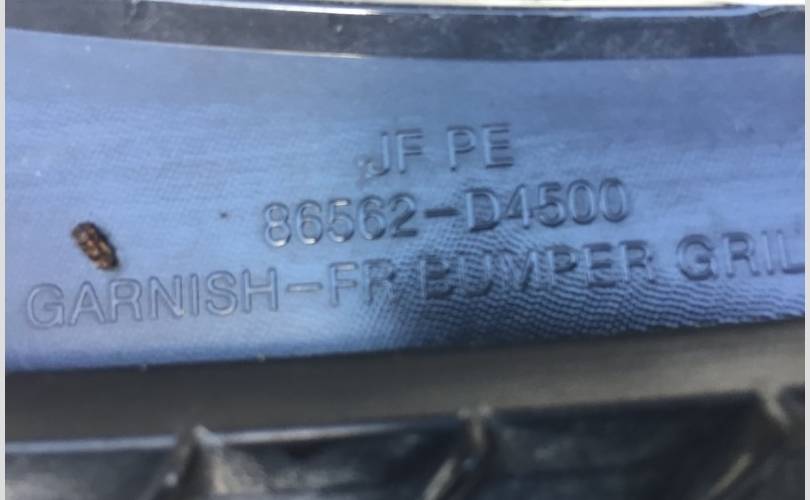 JF PE
86562-D4500
GARNISH-FR BUMPER GRIL